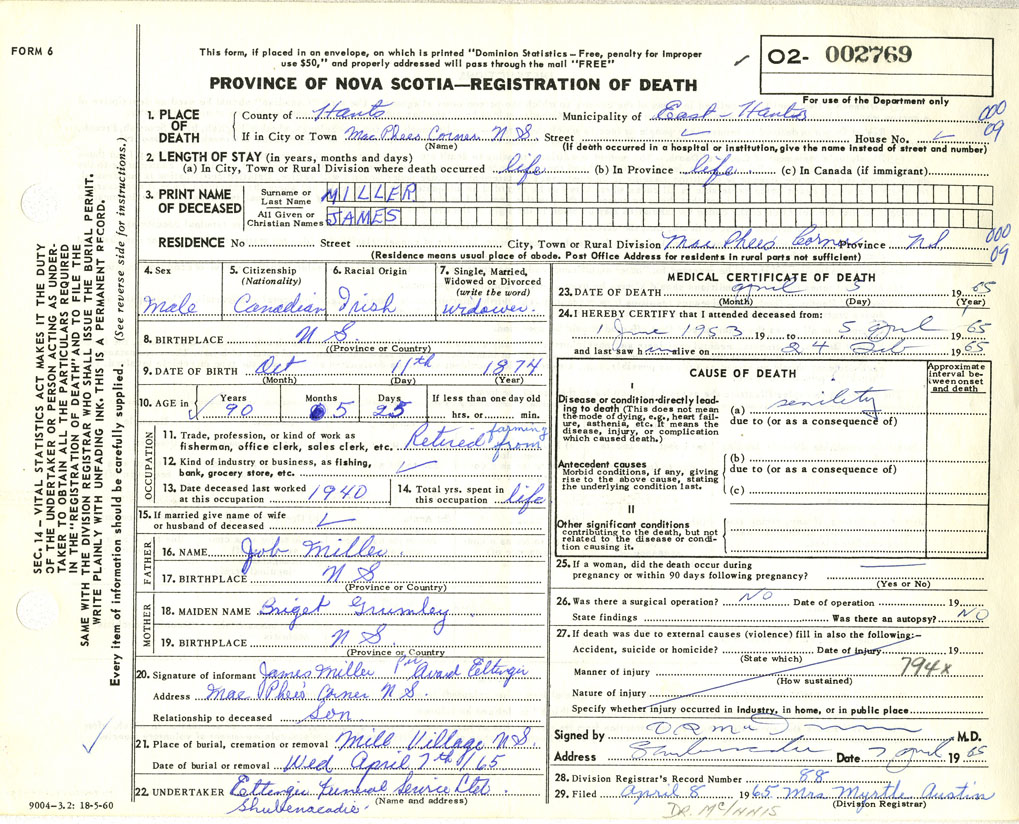 FORM 6
This form, if placed in an envelope, on which is printed "Dominion Statistics – Free, penalty for improper
use $50," and properly addressed will pass through the mail "FREE"
✓ O2- 002769
PROVINCE OF NOVA SCOTIA—REGISTRATION OF DEATH
For use of the Department only
1. PLACE OF DEATH
County of Hants Municipality of East - Hants 000
09
If in City or Town Mac Phees Corner N S. Street ✓ House No. ✓
(Name) (If death occurred in a hospital or institution, give the name instead of street and number)
2. LENGTH OF STAY (in years, months and days)
(a) In City, Town or Rural Division where death occurred life (b) In Province life (c) In Canada (if immigrant)
3. PRINT NAME OF DECEASED
Surname or Last Name MILLER
All Given or Christian Names JAMES
RESIDENCE No Street City, Town or Rural Division Mac Phees Corner Province NS 000
09
(Residence means usual place of abode. Post Office Address for residents in rural parts not sufficient)
4. Sex
Male
5. Citizenship
(Nationality)
Canadian
6. Racial Origin
Irish
7. Single, Married,
Widowed or Divorced
(write the word)
widower.
8. BIRTHPLACE N S.
(Province or Country)
9. DATE OF BIRTH Oct 11th 1874
(Month) (Day) (Year)
10. AGE in ✓ Years 90 Months 5 Days 25 If less than one day old
hrs. or min.
OCCUPATION
11. Trade, profession, or kind of work as
fisherman, office clerk, sales clerk, etc. Retired from farming
12. Kind of industry or business, as fishing,
bank, grocery store, etc. ✓
13. Date deceased last worked
at this occupation 1940
14. Total yrs. spent in
this occupation life
15. If married give name of wife
or husband of deceased ✓
FATHER
16. NAME Job Miller.
17. BIRTHPLACE N S
(Province or Country)
MOTHER
18. MAIDEN NAME Briget Grumley
19. BIRTHPLACE N S
(Province or Country)
20. Signature of informant James Miller Per Avard Ettinger
Address Mac Phees Corner N S.
Relationship to deceased Son
21. Place of burial, cremation or removal Mill Village N S.
Date of burial or removal Wed April 7th/65
22. UNDERTAKER Ettinger Funeral Service Ltd.
(Name and address)
Shubenacadie.
MEDICAL CERTIFICATE OF DEATH
23. DATE OF DEATH april 5 1965
(Month) (Day) (Year)
24. I HEREBY CERTIFY that I attended deceased from:
1 June 1953 19 to 5 april 1965
and last saw him alive on 24 Feb 1965
CAUSE OF DEATH
Approximate interval between onset and death
I
Disease or condition directly leading to death (This does not mean the mode of dying, e.g., heart failure, asthenia, etc. It means the disease, injury, or complication which caused death.)
(a) senility
due to (or as a consequence of)
Antecedent causes
Morbid conditions, if any, giving rise to the above cause, stating the underlying condition last.
(b)
due to (or as a consequence of)
(c)
II
Other significant conditions
contributing to the death, but not related to the disease or condition causing it.
25. If a woman, did the death occur during
pregnancy or within 90 days following pregnancy?
(Yes or No)
26. Was there a surgical operation? NO Date of operation 19
State findings Was there an autopsy? NO
27. If death was due to external causes (violence) fill in also the following:–
Accident, suicide or homicide? Date of injury 19
(State which)
Manner of injury 794x
(How sustained)
Nature of injury
Specify whether injury occurred in industry, in home, or in public place
Signed by M.D.
Address Shubenacadie Date 7 april 1965
28. Division Registrar's Record Number 88
29. Filed April 8 1965 Mrs Myrtle Austin
(Division Registrar)
DR. McINNIS
SEC. 14 – VITAL STATISTICS ACT MAKES IT THE DUTY
OF THE UNDERTAKER OR PERSON ACTING AS UNDER-
TAKER TO OBTAIN ALL THE PARTICULARS REQUIRED
IN THE "REGISTRATION OF DEATH" AND TO FILE THE
SAME WITH THE DIVISION REGISTRAR WHO SHALL ISSUE THE BURIAL PERMIT.
WRITE PLAINLY WITH UNFADING INK. THIS IS A PERMANENT RECORD.
Every item of information should be carefully supplied. (See reverse side for instructions.)
✓
9004–3.2: 18-5-60